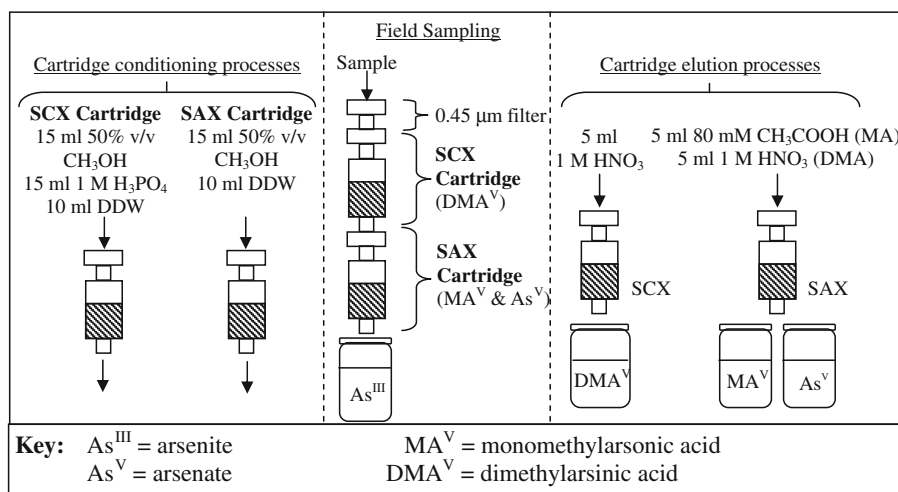 Field Sampling
Cartridge conditioning processes
SCX Cartridge
15 ml 50% v/v
CH₃OH
15 ml 1 M H₃PO₄
10 ml DDW
SAX Cartridge
15 ml 50% v/v
CH₃OH
10 ml DDW
Sample
0.45 µm filter
SCX
Cartridge
(DMAⱽ)
SAX
Cartridge
(MAⱽ & Asⱽ)
Asᴵᴵᴵ
Cartridge elution processes
5 ml
1 M HNO₃
SCX
DMAⱽ
5 ml 80 mM CH₃COOH (MA)
5 ml 1 M HNO₃ (DMA)
SAX
MAⱽ
Asⱽ
Key: Asᴵᴵᴵ = arsenite MAⱽ = monomethylarsonic acid
Asⱽ = arsenate DMAⱽ = dimethylarsinic acid